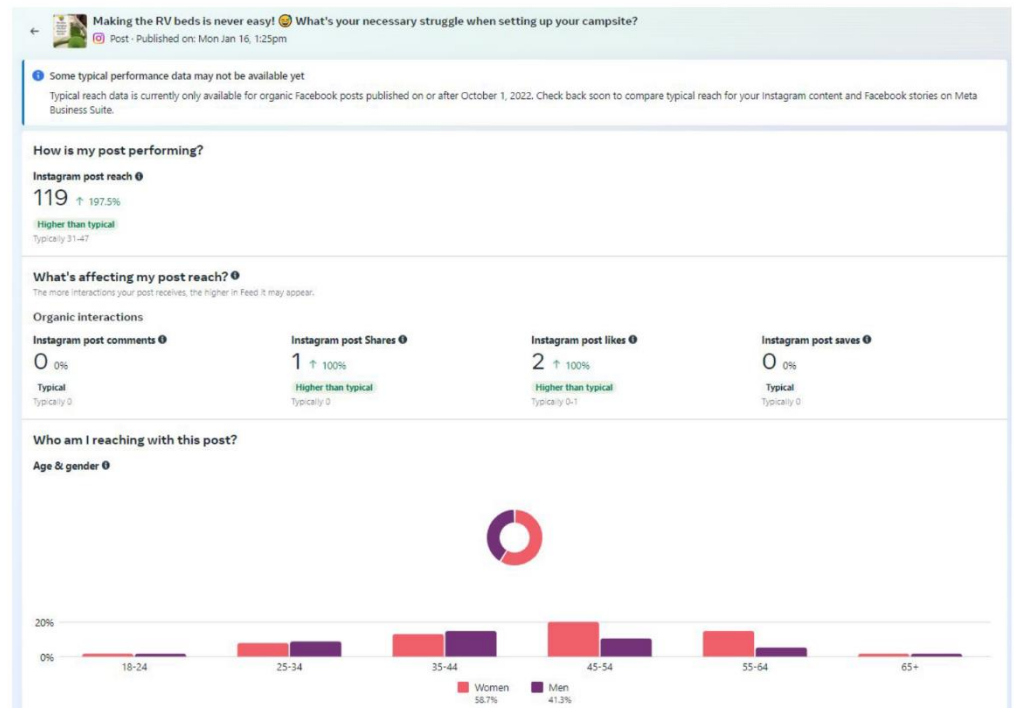 Making the RV beds is never easy! 😅 What's your necessary struggle when setting up your campsite?
Post · Published on: Mon Jan 16, 1:25pm
Some typical performance data may not be available yet
Typical reach data is currently only available for organic Facebook posts published on or after October 1, 2022. Check back soon to compare typical reach for your Instagram content and Facebook stories on Meta
Business Suite.
How is my post performing?
Instagram post reach
119 ↑ 197.5%
Higher than typical
Typically 31-47
What's affecting my post reach?
The more interactions your post receives, the higher in Feed it may appear.
Organic interactions
Instagram post comments Instagram post Shares Instagram post likes Instagram post saves
0 0% 1 ↑ 100% 2 ↑ 100% 0 0%
Typical Higher than typical Higher than typical Typical
Typically 0 Typically 0 Typically 0-1 Typically 0
Who am I reaching with this post?
Age & gender
20%
0%
18-24 25-34 35-44 45-54 55-64 65+
Women Men
58.7% 41.3%